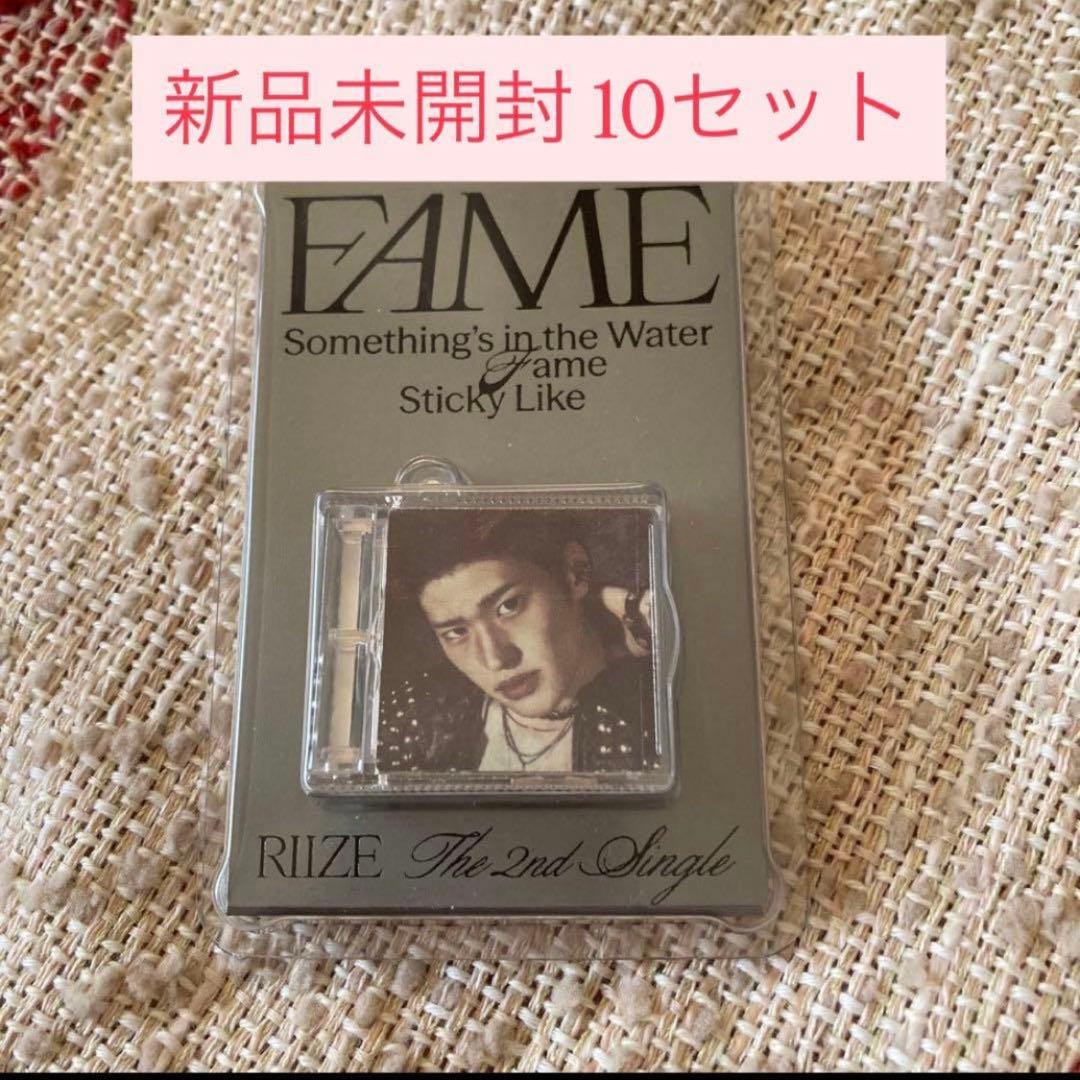 新品未開封 10セット
FAME
Something's in the Water
Fame
Sticky Like
RIIZE The 2nd Single